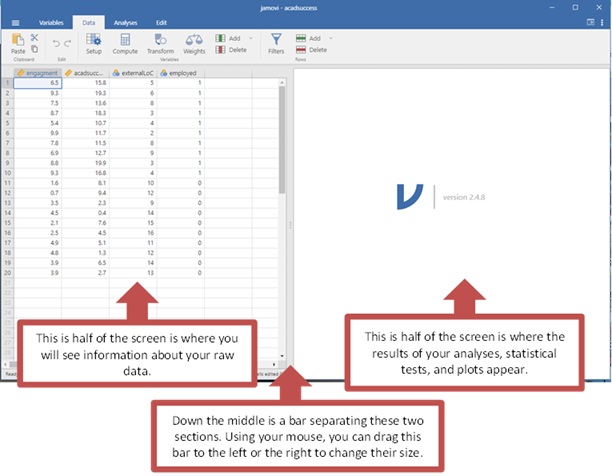 jamovi - acadsuccess
Variables Data Analyses Edit
Paste Setup Compute Transform Weights Add Delete Filters Add Delete
Clipboard Edit Variables Rows
engagment acadsucc... externalLoC employed
1 6.5 15.8 5 1
2 9.3 19.3 6 1
3 7.5 13.6 8 1
4 8.7 18.3 3 1
5 5.4 10.7 4 1
6 9.9 11.7 2 1
7 7.8 11.5 8 1
8 6.9 12.7 9 1
9 8.8 19.9 3 1
10 9.3 16.8 4 1
11 1.6 8.1 10 0
12 0.7 9.4 12 0
13 3.5 2.3 9 0
14 4.5 0.4 14 0
15 2.1 7.6 15 0
16 2.5 4.5 16 0
17 4.9 5.1 11 0
18 4.8 1.3 12 0
19 3.9 6.5 14 0
20 3.9 2.7 13 0
version 2.4.8
This is half of the screen is where you
will see information about your raw
data.
This is half of the screen is where the
results of your analyses, statistical
tests, and plots appear.
Down the middle is a bar separating these two
sections. Using your mouse, you can drag this
bar to the left or the right to change their size.